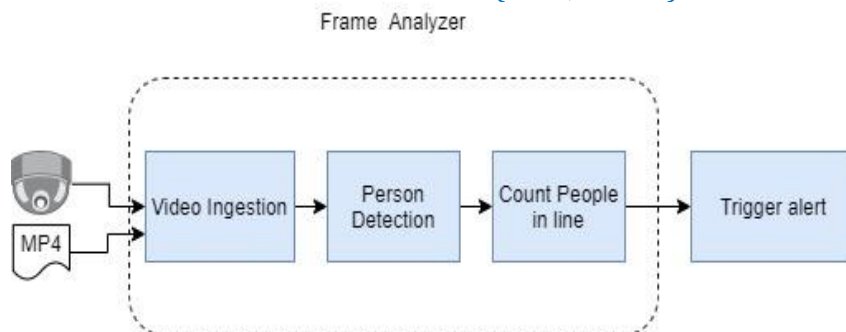 Frame Analyzer
MP4
Video Ingestion
Person
Detection
Count People
in line
Trigger alert